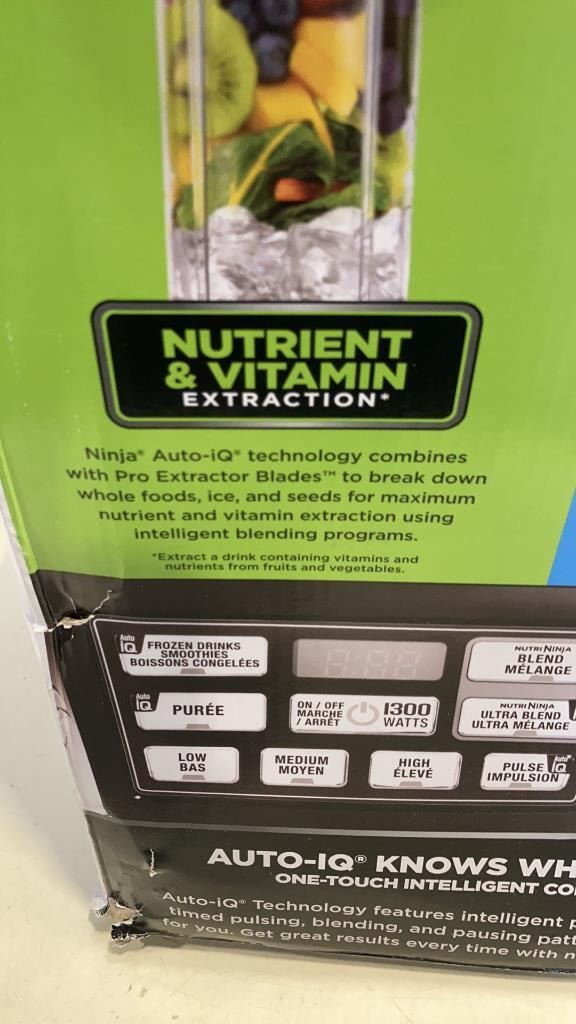 NUTRIENT
& VITAMIN
EXTRACTION*
Ninja® Auto-iQ® technology combines
with Pro Extractor Blades™ to break down
whole foods, ice, and seeds for maximum
nutrient and vitamin extraction using
intelligent blending programs.
*Extract a drink containing vitamins and
nutrients from fruits and vegetables.
Auto iQ
FROZEN DRINKS
SMOOTHIES
BOISSONS CONGELÉES
8:88
NUTRI NINJA
BLEND
MÉLANGE
Auto iQ
PURÉE
ON / OFF
MARCHE
/ ARRÊT
1300
WATTS
NUTRI NINJA
ULTRA BLEND
ULTRA MÉLANGE
LOW
BAS
MEDIUM
MOYEN
HIGH
ÉLEVÉ
PULSE
IMPULSION
Auto iQ
AUTO-IQ® KNOWS WH
ONE-TOUCH INTELLIGENT CO
Auto-iQ® Technology features intelligent p
timed pulsing, blending, and pausing patt
for you. Get great results every time with n